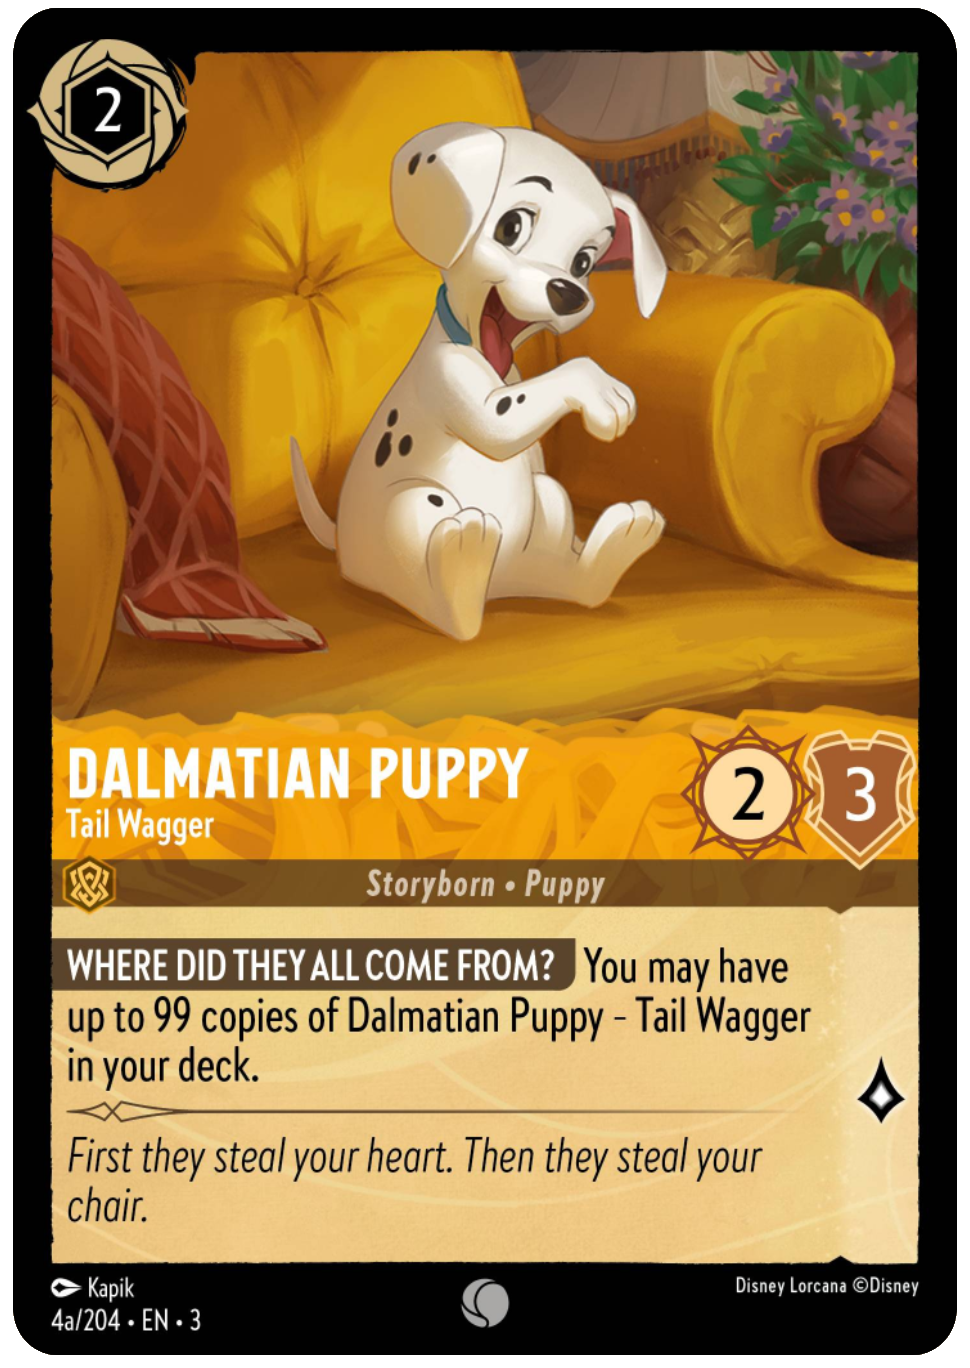 2
DALMATIAN PUPPY
Tail Wagger
2 3
Storyborn • Puppy
WHERE DID THEY ALL COME FROM? You may have
up to 99 copies of Dalmatian Puppy - Tail Wagger
in your deck.
First they steal your heart. Then they steal your
chair.
Kapik
Disney Lorcana ©Disney
4a/204 • EN • 3